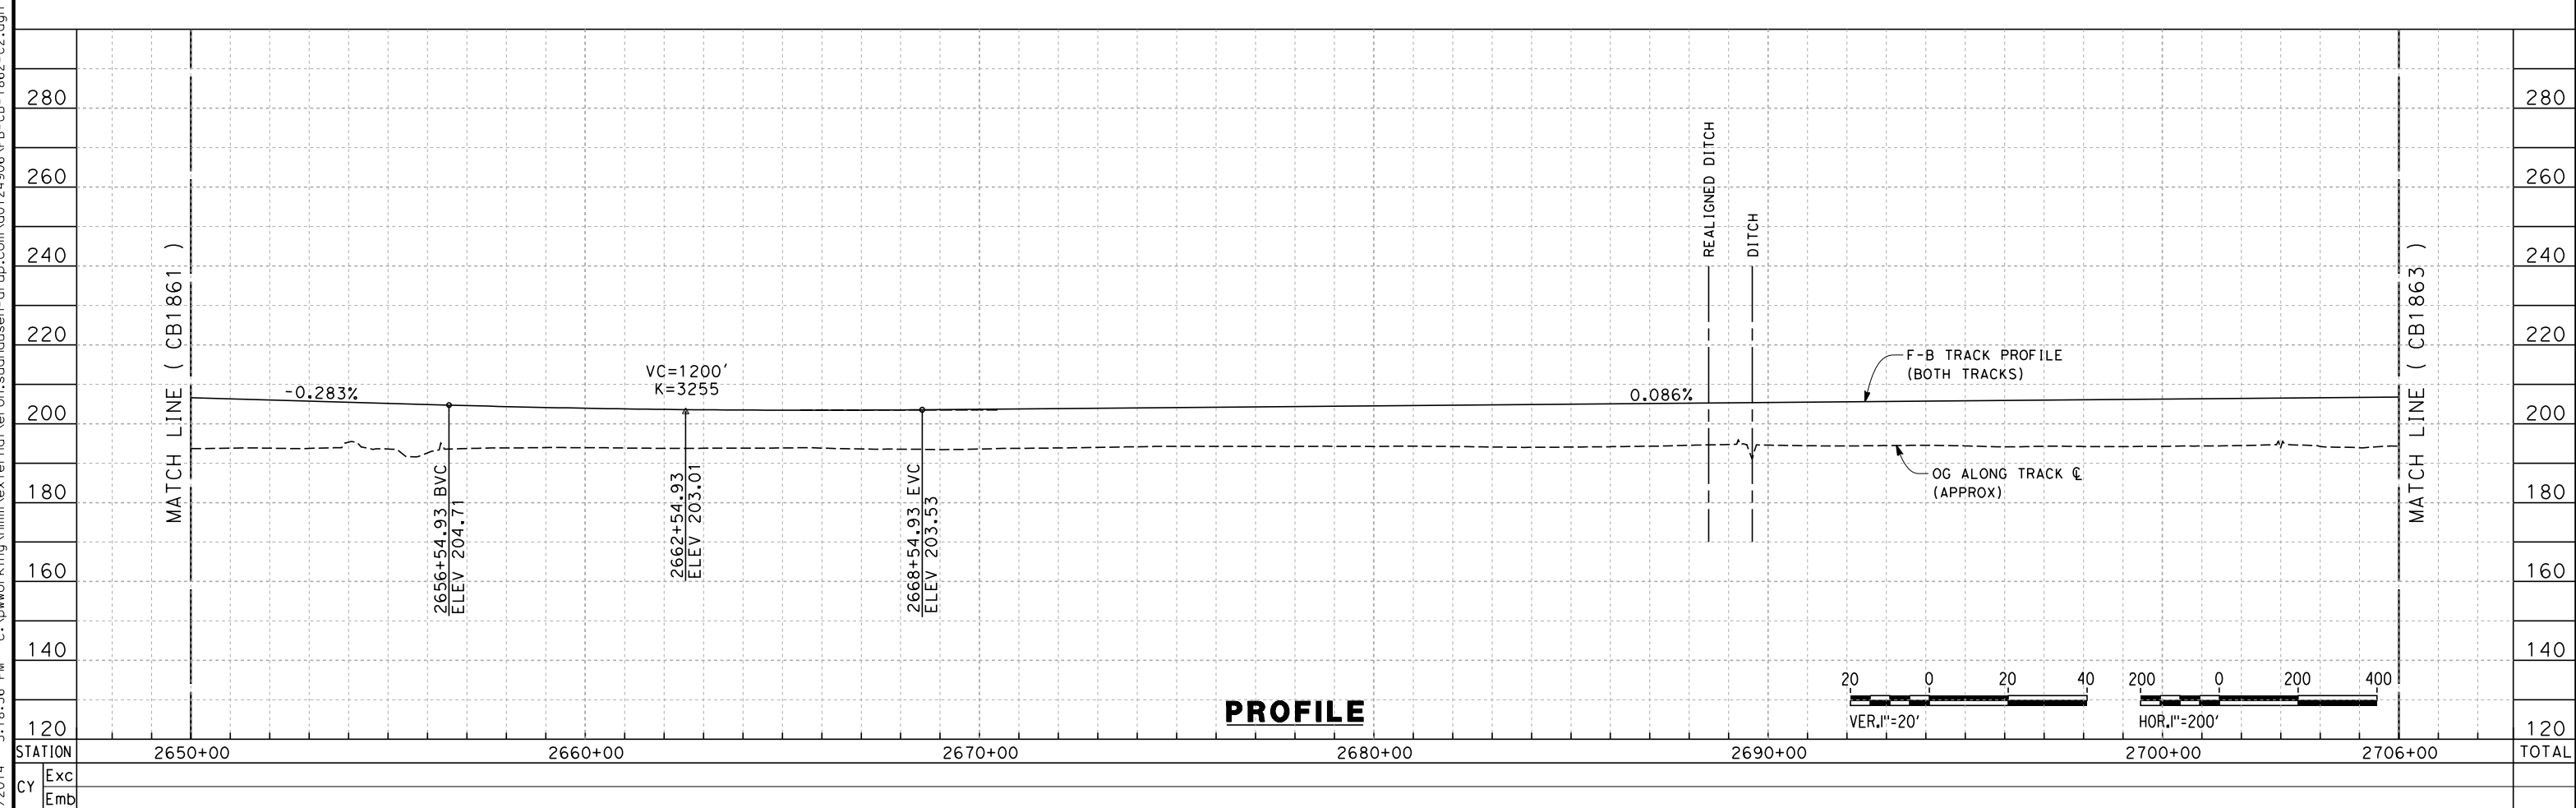 280
280
260
260
240
240
220
220
200
200
180
180
160
160
140
140
120
120
MATCH LINE ( CB1861 )
MATCH LINE ( CB1863 )
-0.283%
VC=1200'
K=3255
0.086%
REALIGNED DITCH
DITCH
F-B TRACK PROFILE
(BOTH TRACKS)
OG ALONG TRACK ℄
(APPROX)
2656+54.93 BVC
ELEV 204.71
2662+54.93
ELEV 203.01
2668+54.93 EVC
ELEV 203.53
PROFILE
20 0 20 40
VER.1"=20'
200 0 200 400
HOR.1"=200'
STATION 2650+00 2660+00 2670+00 2680+00 2690+00 2700+00 2706+00 TOTAL
CY
Exc
Emb